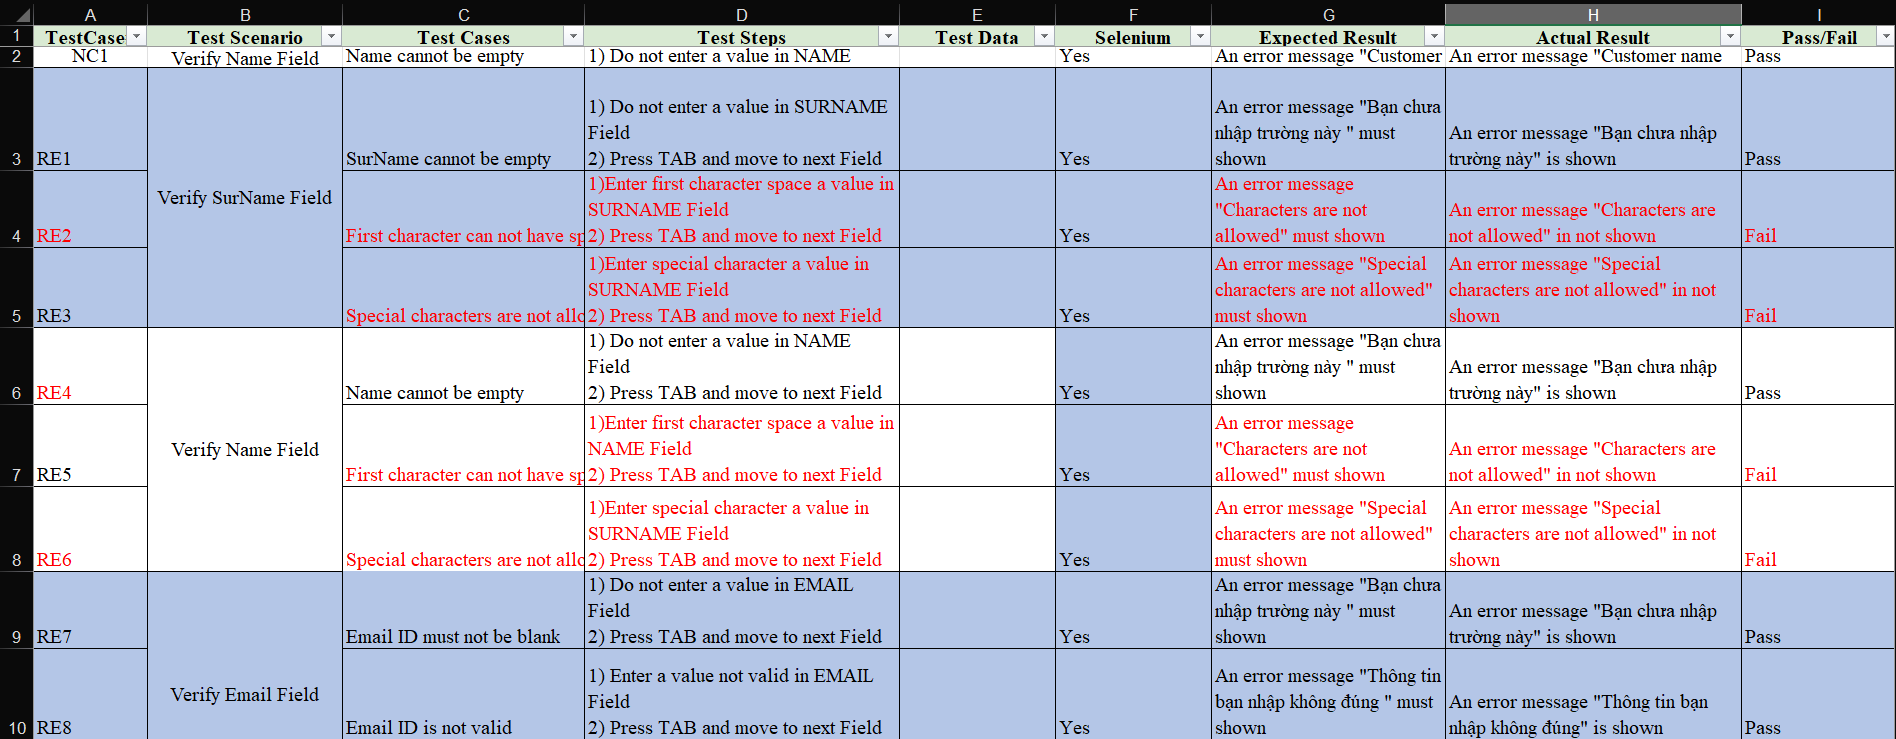 A B C D E F G H I
1 TestCase Test Scenario Test Cases Test Steps Test Data Selenium Expected Result Actual Result Pass/Fail
2 NC1 Verify Name Field Name cannot be empty 1) Do not enter a value in NAME Yes An error message "Customer An error message "Customer name Pass
3 RE1
Verify SurName Field
SurName cannot be empty
1) Do not enter a value in SURNAME
Field
2) Press TAB and move to next Field
Yes
An error message "Bạn chưa
nhập trường này " must
shown
An error message "Bạn chưa nhập
trường này" is shown
Pass
4 RE2
First character can not have sp
1)Enter first character space a value in
SURNAME Field
2) Press TAB and move to next Field
Yes
An error message
"Characters are not
allowed" must shown
An error message "Characters are
not allowed" in not shown
Fail
5 RE3
Special characters are not allo
1)Enter special character a value in
SURNAME Field
2) Press TAB and move to next Field
Yes
An error message "Special
characters are not allowed"
must shown
An error message "Special
characters are not allowed" in not
shown
Fail
6 RE4
Verify Name Field
Name cannot be empty
1) Do not enter a value in NAME
Field
2) Press TAB and move to next Field
Yes
An error message "Bạn chưa
nhập trường này " must
shown
An error message "Bạn chưa nhập
trường này" is shown
Pass
7 RE5
First character can not have sp
1)Enter first character space a value in
NAME Field
2) Press TAB and move to next Field
Yes
An error message
"Characters are not
allowed" must shown
An error message "Characters are
not allowed" in not shown
Fail
8 RE6
Special characters are not allo
1)Enter special character a value in
SURNAME Field
2) Press TAB and move to next Field
Yes
An error message "Special
characters are not allowed"
must shown
An error message "Special
characters are not allowed" in not
shown
Fail
9 RE7
Verify Email Field
Email ID must not be blank
1) Do not enter a value in EMAIL
Field
2) Press TAB and move to next Field
Yes
An error message "Bạn chưa
nhập trường này " must
shown
An error message "Bạn chưa nhập
trường này" is shown
Pass
10 RE8
Email ID is not valid
1) Enter a value not valid in EMAIL
Field
2) Press TAB and move to next Field
Yes
An error message "Thông tin
bạn nhập không đúng " must
shown
An error message "Thông tin bạn
nhập không đúng" is shown
Pass